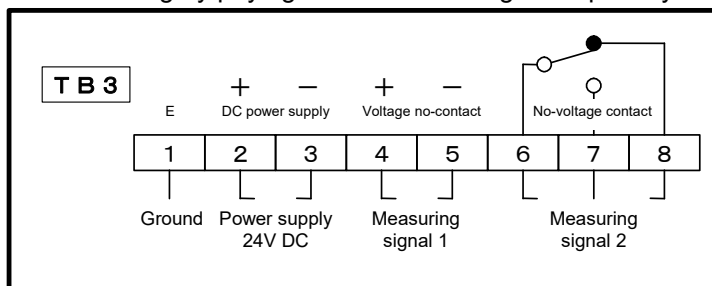 TB3
+ − + −
E DC power supply Voltage no-contact No-voltage contact
1 2 3 4 5 6 7 8
Ground Power supply Measuring Measuring
24V DC signal 1 signal 2